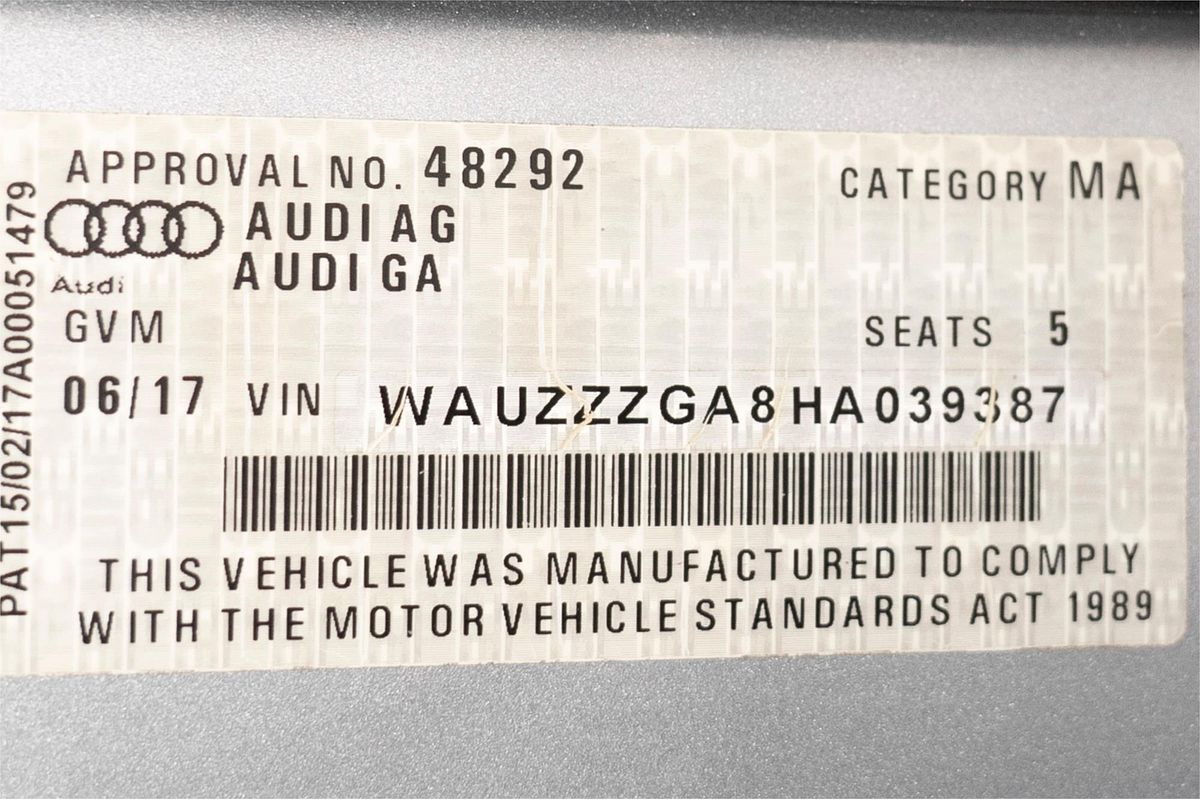 APPROVAL NO. 48292
CATEGORY MA
AUDI AG
Audi
AUDI GA
GVM
SEATS 5
06/17 VIN WAUZZZGA8HA039387
THIS VEHICLE WAS MANUFACTURED TO COMPLY
WITH THE MOTOR VEHICLE STANDARDS ACT 1989
PAT15/02/17A00051479